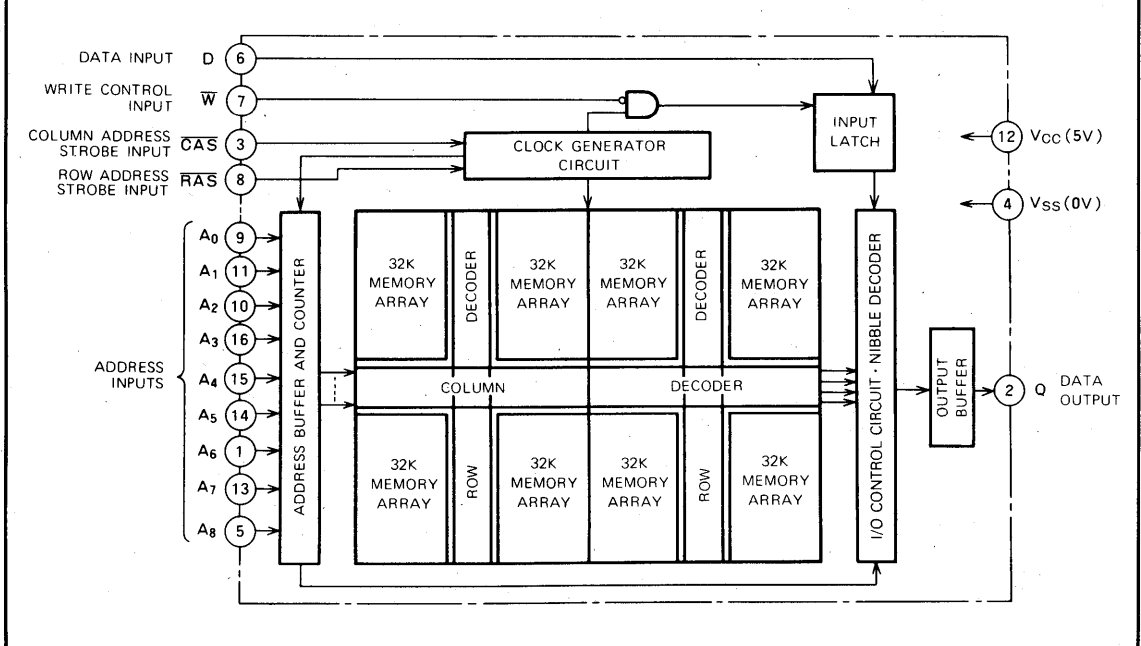 DATA INPUT D 6
WRITE CONTROL
INPUT W 7
COLUMN ADDRESS
STROBE INPUT CAS 3
ROW ADDRESS
STROBE INPUT RAS 8
CLOCK GENERATOR
CIRCUIT
INPUT
LATCH
12 VCC(5V)
4 VSS(0V)
ADDRESS
INPUTS
A0 9
A1 11
A2 10
A3 16
A4 15
A5 14
A6 1
A7 13
A8 5
ADDRESS BUFFER AND COUNTER
32K
MEMORY
ARRAY
DECODER
32K
MEMORY
ARRAY
32K
MEMORY
ARRAY
DECODER
32K
MEMORY
ARRAY
COLUMN DECODER
32K
MEMORY
ARRAY
ROW
32K
MEMORY
ARRAY
32K
MEMORY
ARRAY
ROW
32K
MEMORY
ARRAY
I/O CONTROL CIRCUIT · NIBBLE DECODER
OUTPUT
BUFFER
2 Q DATA
OUTPUT